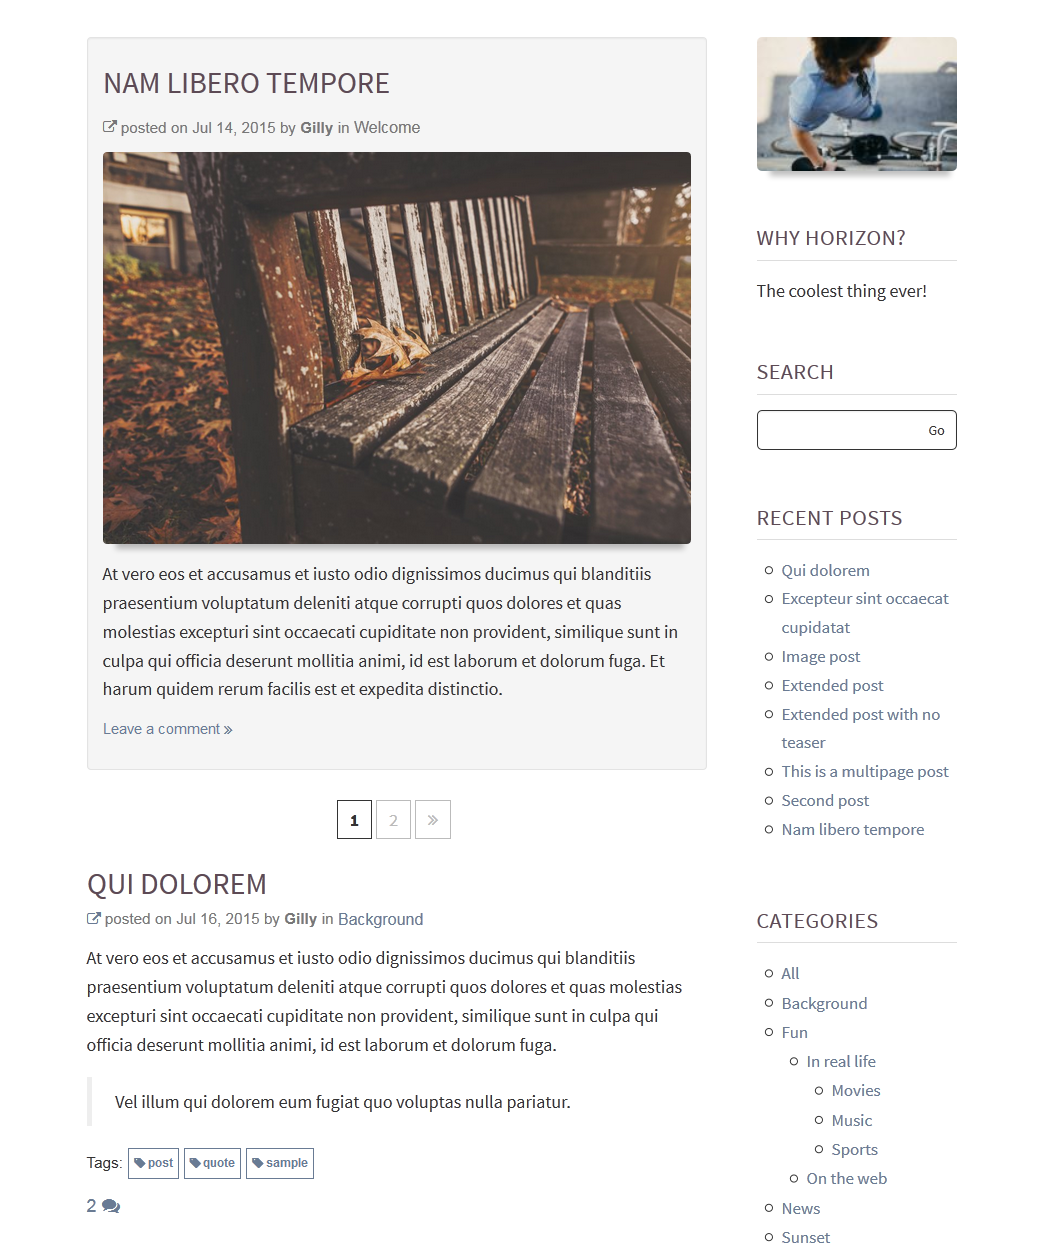 NAM LIBERO TEMPORE
posted on Jul 14, 2015 by Gilly in Welcome
At vero eos et accusamus et iusto odio dignissimos ducimus qui blanditiis
praesentium voluptatum deleniti atque corrupti quos dolores et quas
molestias excepturi sint occaecati cupiditate non provident, similique sunt in
culpa qui officia deserunt mollitia animi, id est laborum et dolorum fuga. Et
harum quidem rerum facilis est et expedita distinctio.
Leave a comment »
1 2 »
QUI DOLOREM
posted on Jul 16, 2015 by Gilly in Background
At vero eos et accusamus et iusto odio dignissimos ducimus qui blanditiis
praesentium voluptatum deleniti atque corrupti quos dolores et quas molestias
excepturi sint occaecati cupiditate non provident, similique sunt in culpa qui
officia deserunt mollitia animi, id est laborum et dolorum fuga.
Vel illum qui dolorem eum fugiat quo voluptas nulla pariatur.
Tags: post quote sample
2
WHY HORIZON?
The coolest thing ever!
SEARCH
Go
RECENT POSTS
Qui dolorem
Excepteur sint occaecat
cupidatat
Image post
Extended post
Extended post with no
teaser
This is a multipage post
Second post
Nam libero tempore
CATEGORIES
All
Background
Fun
In real life
Movies
Music
Sports
On the web
News
Sunset